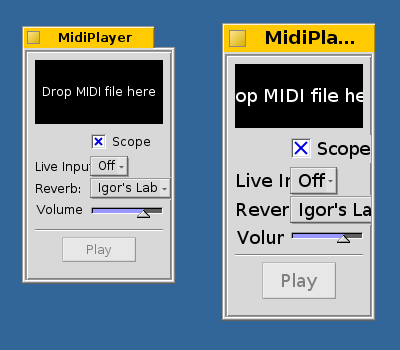 MidiPlayer
Drop MIDI file here
Scope
Live Input
Off
Reverb:
Igor's Lab
Volume
Play
MidiPla...
op MIDI file he
Scope
Live Ir
Off
Rever
Igor's La
Volur
Play